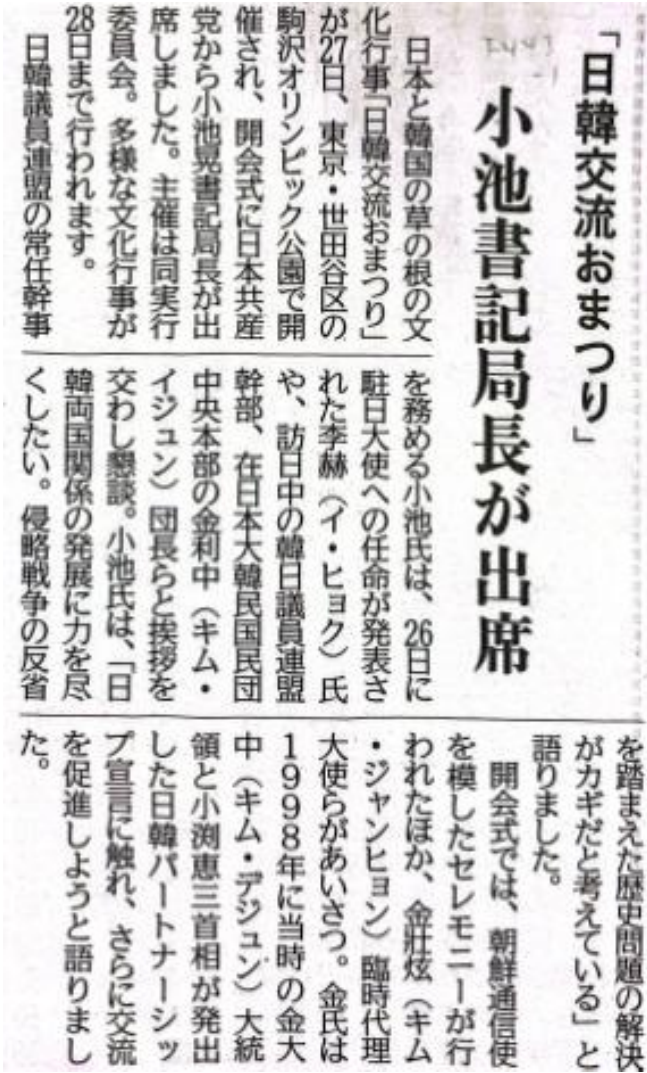 「日韓交流おまつり」
小池書記局長が出席
日本と韓国の草の根の文
化行事「日韓交流おまつり」
が27日、東京・世田谷区の
駒沢オリンピック公園で開
催され、開会式に日本共産
党から小池晃書記局長が出
席しました。主催は同実行
委員会。多様な文化行事が
28日まで行われます。
日韓議員連盟の常任幹事
を務める小池氏は、26日に
駐日大使への任命が発表さ
れた李赫（イ・ヒョク）氏
や、訪日中の韓日議員連盟
幹部、在日本大韓民国民団
中央本部の金利中（キム・
イジュン）団長らと挨拶を
交わし懇談。小池氏は、「日
韓両国関係の発展に力を尽
くしたい。侵略戦争の反省
を踏まえた歴史問題の解決
がカギだと考えている」と
語りました。
開会式では、朝鮮通信使
を模したセレモニーが行
われたほか、金壯炫（キム
・ジャンヒョン）臨時代理
大使らがあいさつ。金氏は
1998年に当時の金大
中（キム・デジュン）大統
領と小渕恵三首相が発出
した日韓パートナーシッ
プ宣言に触れ、さらに交流
を促進しようと語りまし
た。